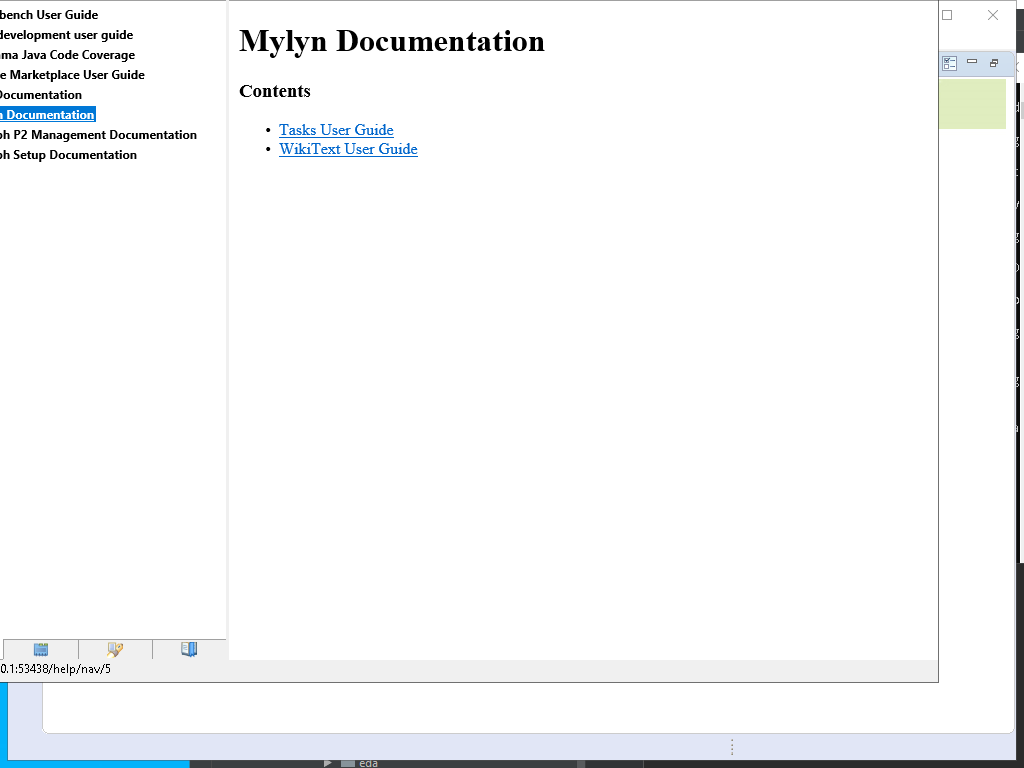 bench User Guide
development user guide
ma Java Code Coverage
e Marketplace User Guide
Documentation
n Documentation
ph P2 Management Documentation
ph Setup Documentation
Mylyn Documentation
Contents
• Tasks User Guide
• WikiText User Guide
0.1:53438/help/nav/5
eda